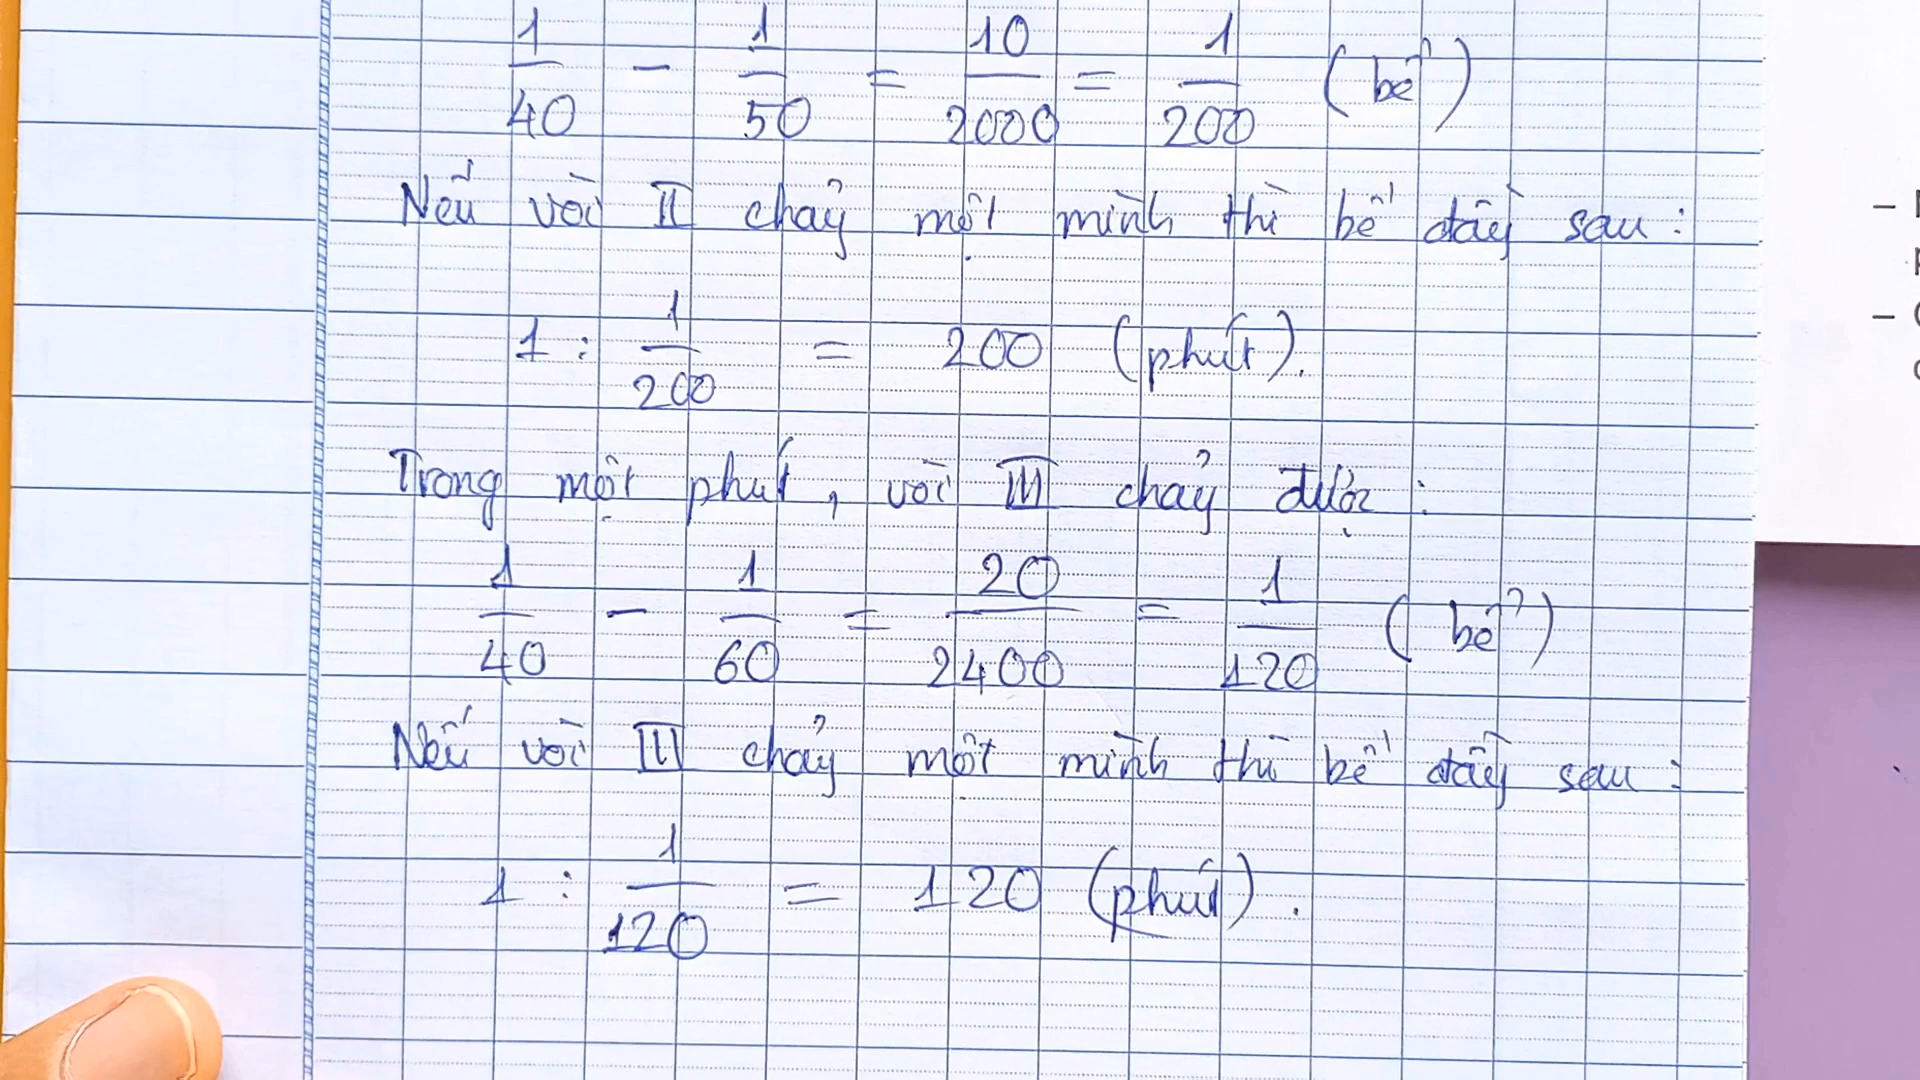 1/40 - 1/50 = 10/2000 = 1/200 (bể)
Nếu vòi II chảy một mình thì bể đầy sau:
1 : 1/200 = 200 (phút).
Trong một phút, vòi III chảy được :
1/40 - 1/60 = 20/2400 = 1/120 (bể)
Nếu vòi III chảy một mình thì bể đầy sau :
1 : 1/120 = 120 (phút).